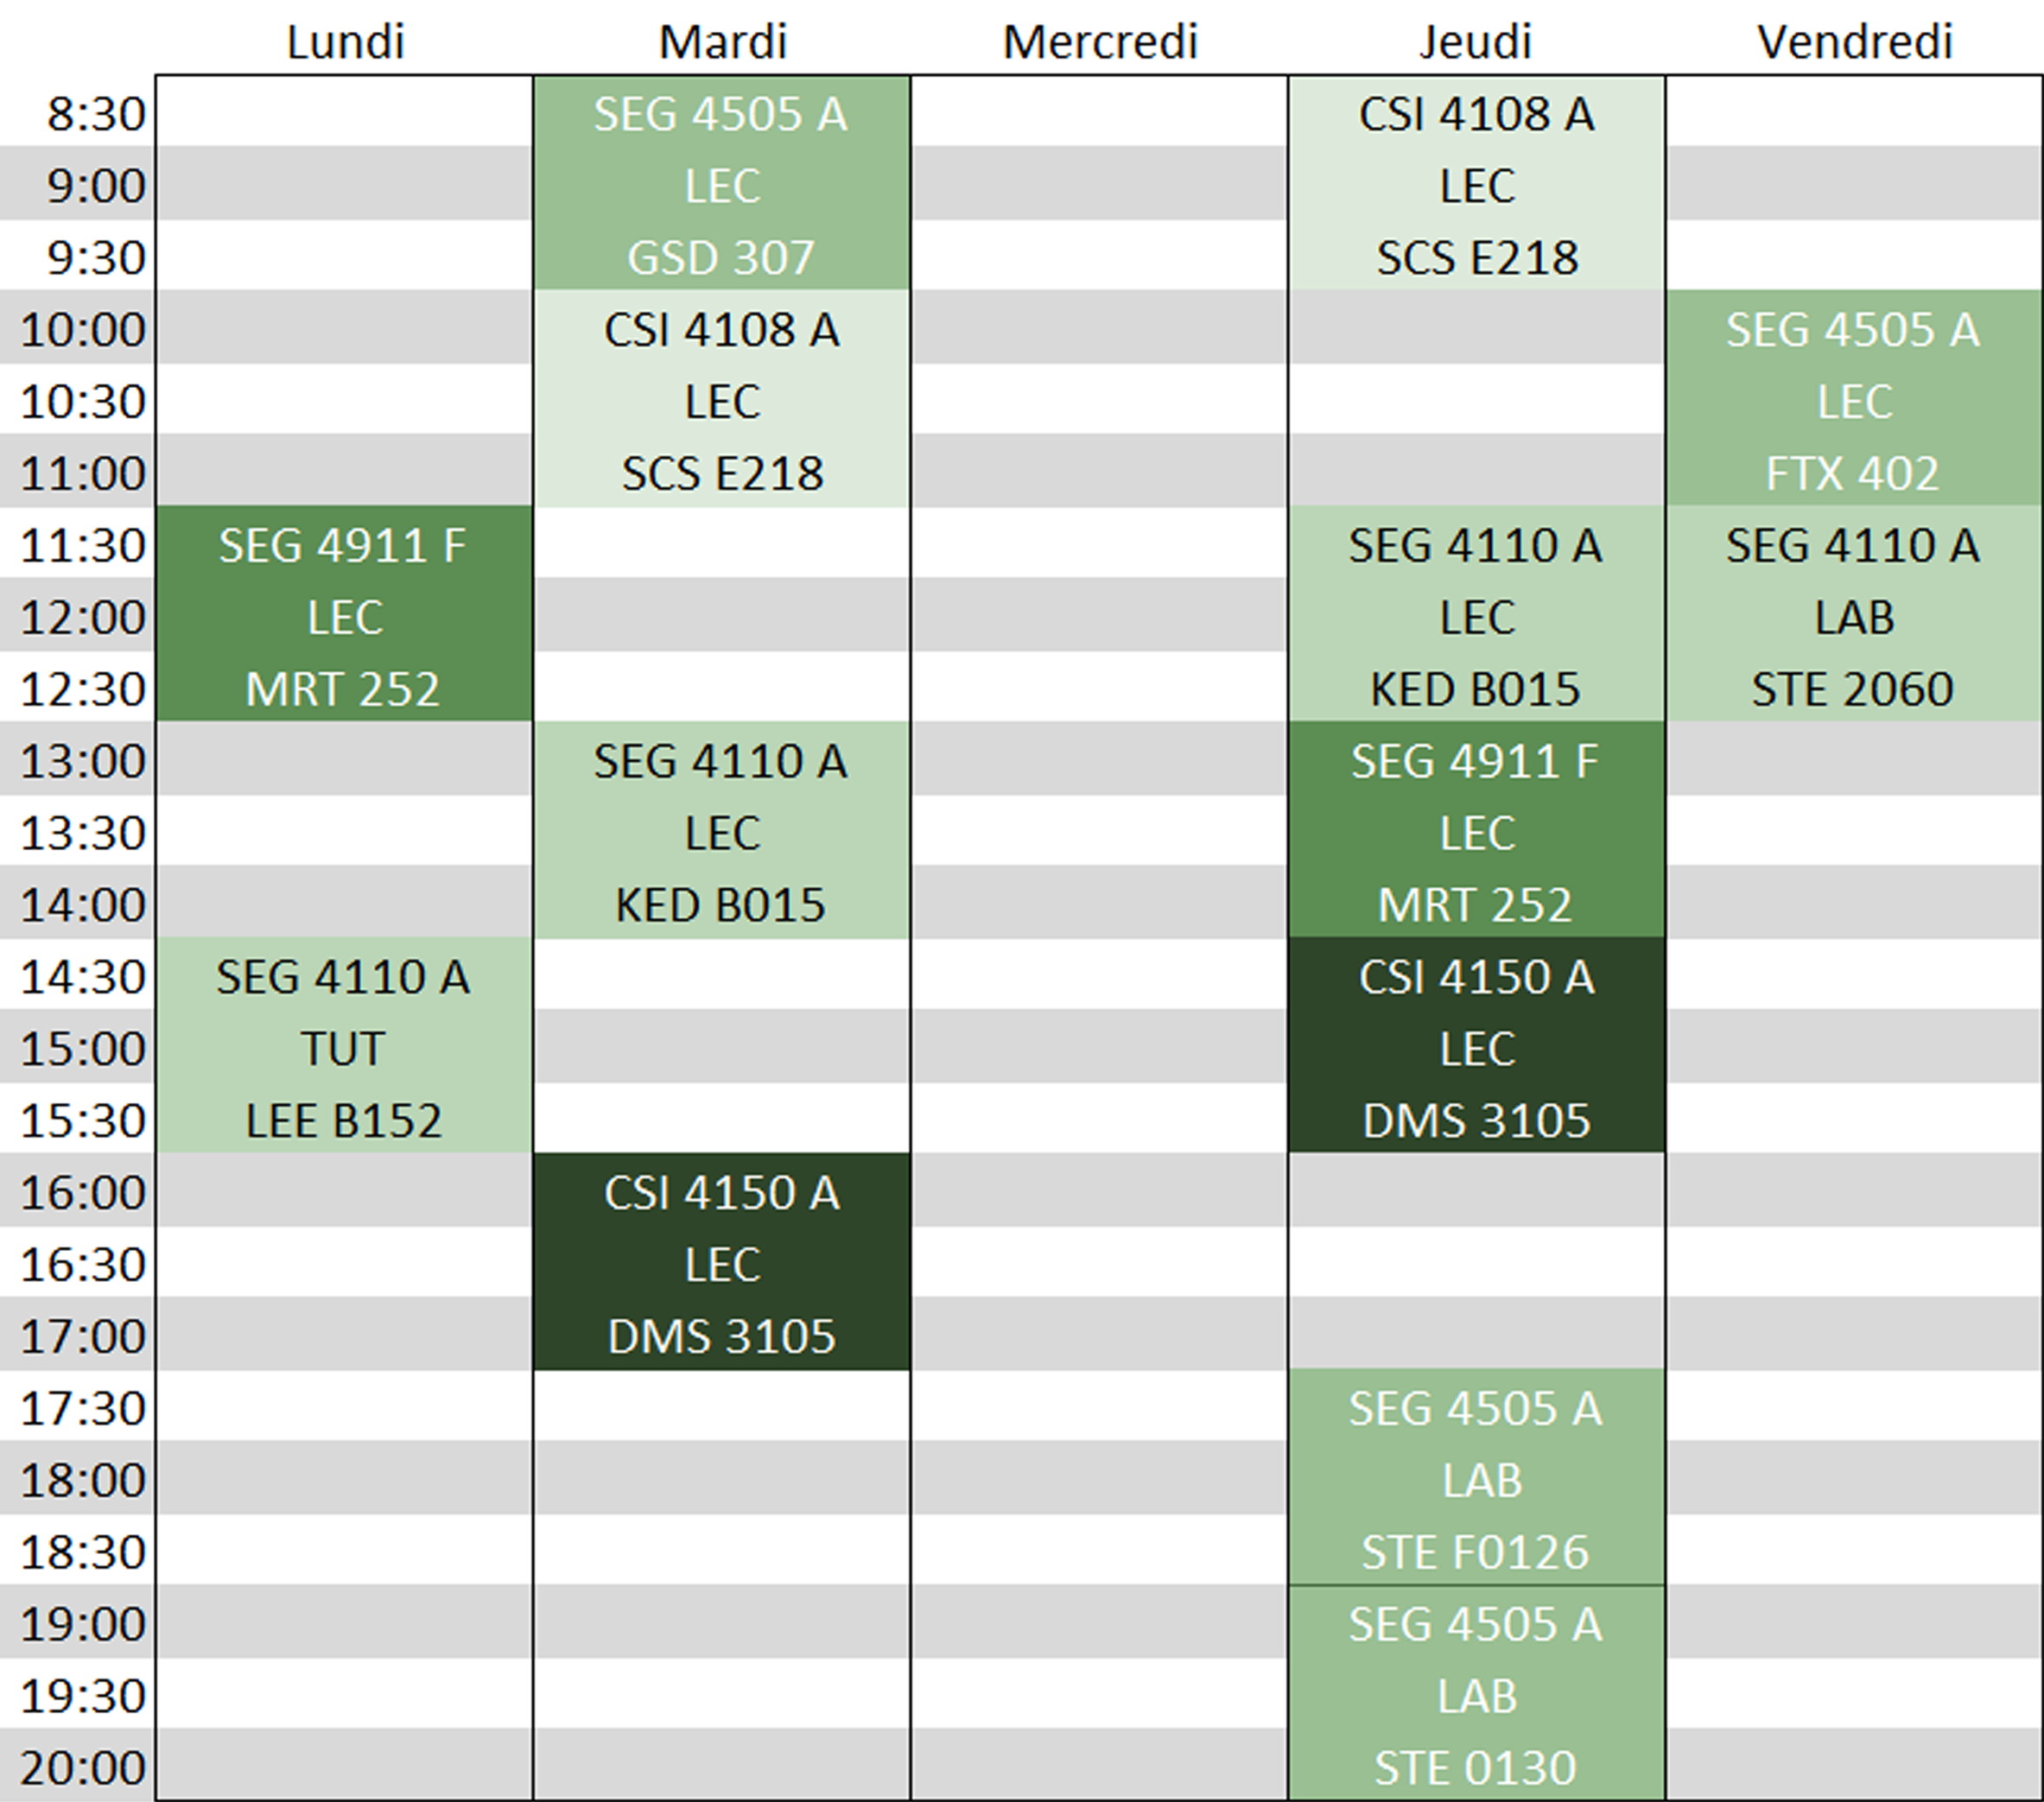 Lundi Mardi Mercredi Jeudi Vendredi
8:30 SEG 4505 A CSI 4108 A
9:00 LEC LEC
9:30 GSD 307 SCS E218
10:00 CSI 4108 A SEG 4505 A
10:30 LEC LEC
11:00 SCS E218 FTX 402
11:30 SEG 4911 F SEG 4110 A SEG 4110 A
12:00 LEC LEC LAB
12:30 MRT 252 KED B015 STE 2060
13:00 SEG 4110 A SEG 4911 F
13:30 LEC LEC
14:00 KED B015 MRT 252
14:30 SEG 4110 A CSI 4150 A
15:00 TUT LEC
15:30 LEE B152 DMS 3105
16:00 CSI 4150 A
16:30 LEC
17:00 DMS 3105
17:30 SEG 4505 A
18:00 LAB
18:30 STE F0126
19:00 SEG 4505 A
19:30 LAB
20:00 STE 0130